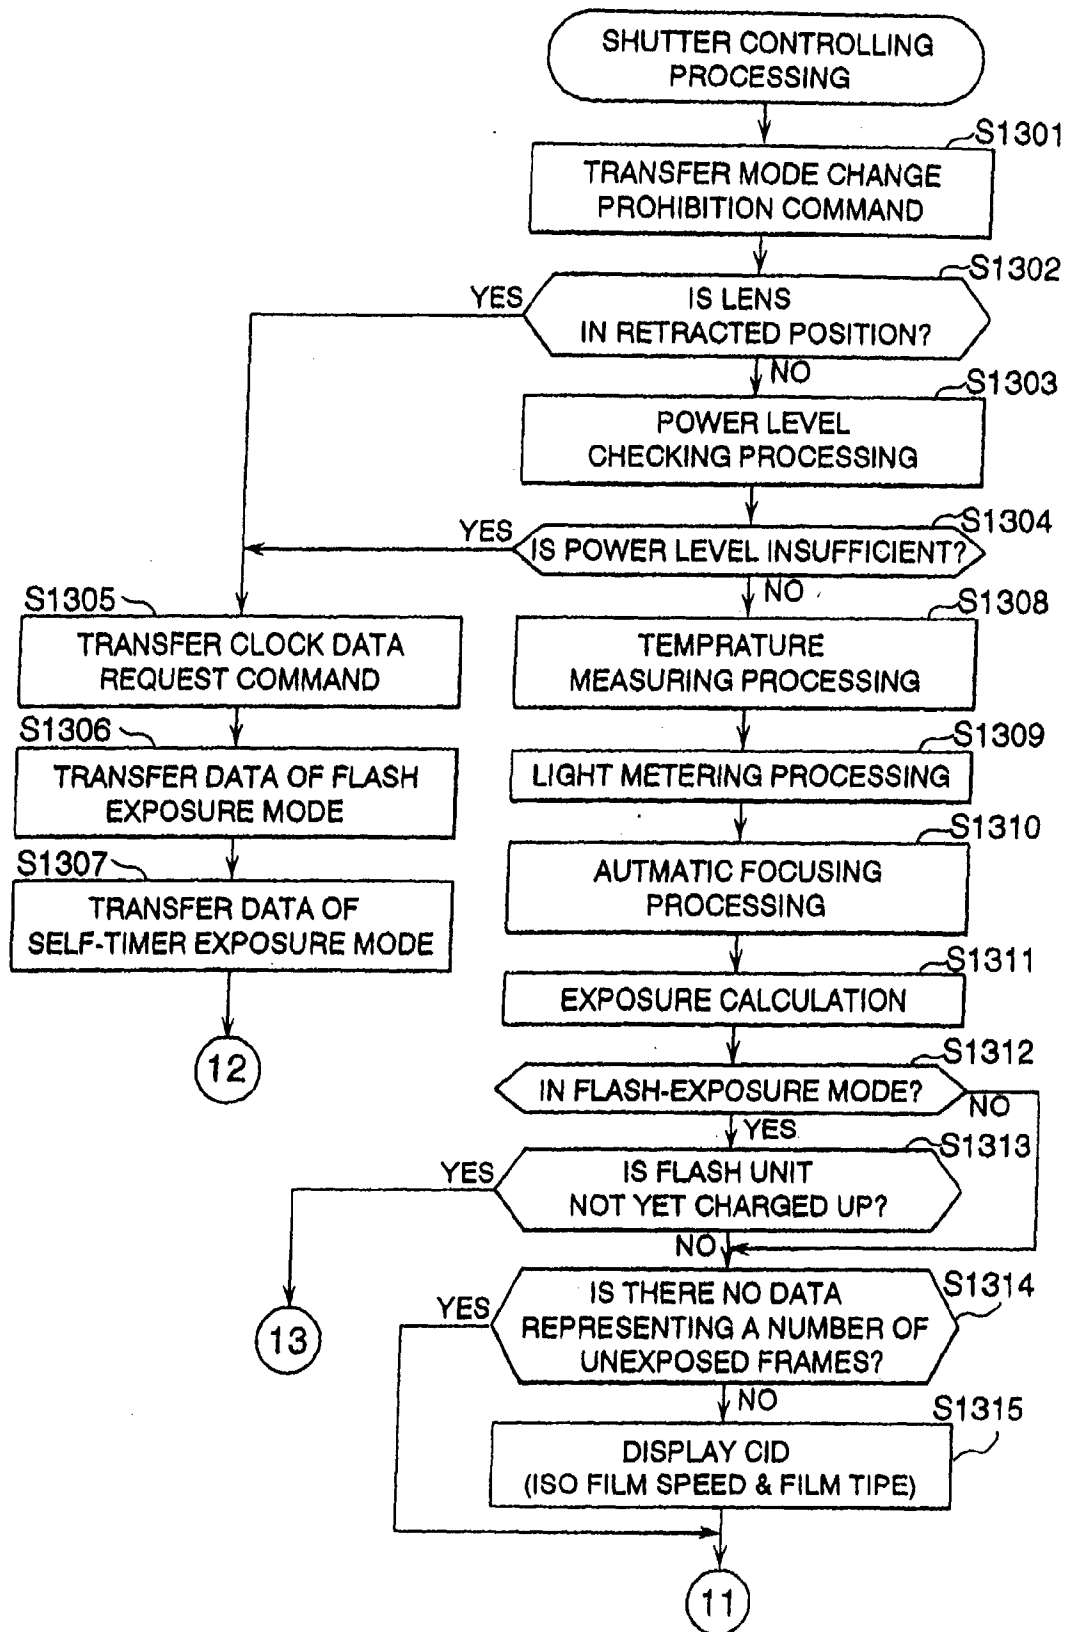 SHUTTER CONTROLLING
PROCESSING
S1301
TRANSFER MODE CHANGE
PROHIBITION COMMAND
S1302
YES
IS LENS
IN RETRACTED POSITION?
NO
S1303
POWER LEVEL
CHECKING PROCESSING
S1304
YES
IS POWER LEVEL INSUFFICIENT?
NO
S1305
TRANSFER CLOCK DATA
REQUEST COMMAND
S1306
TRANSFER DATA OF FLASH
EXPOSURE MODE
S1307
TRANSFER DATA OF
SELF-TIMER EXPOSURE MODE
12
S1308
TEMPRATURE
MEASURING PROCESSING
S1309
LIGHT METERING PROCESSING
S1310
AUTMATIC FOCUSING
PROCESSING
S1311
EXPOSURE CALCULATION
S1312
IN FLASH-EXPOSURE MODE?
NO
YES
S1313
YES
IS FLASH UNIT
NOT YET CHARGED UP?
NO
13
S1314
YES
IS THERE NO DATA
REPRESENTING A NUMBER OF
UNEXPOSED FRAMES?
NO
S1315
DISPLAY CID
(ISO FILM SPEED & FILM TIPE)
11